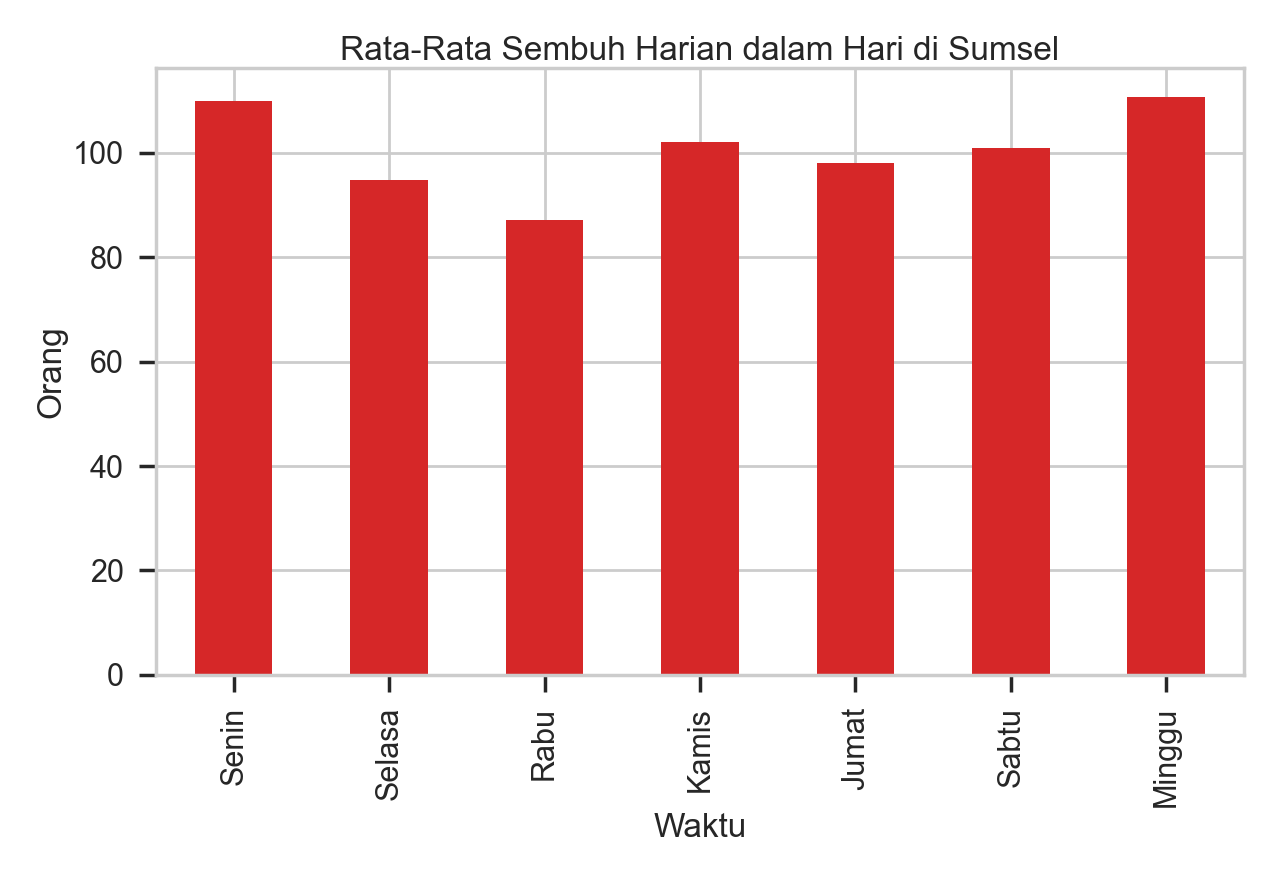 Rata-Rata Sembuh Harian dalam Hari di Sumsel
Orang
100
80
60
40
20
0
Senin
Selasa
Rabu
Kamis
Jumat
Sabtu
Minggu
Waktu